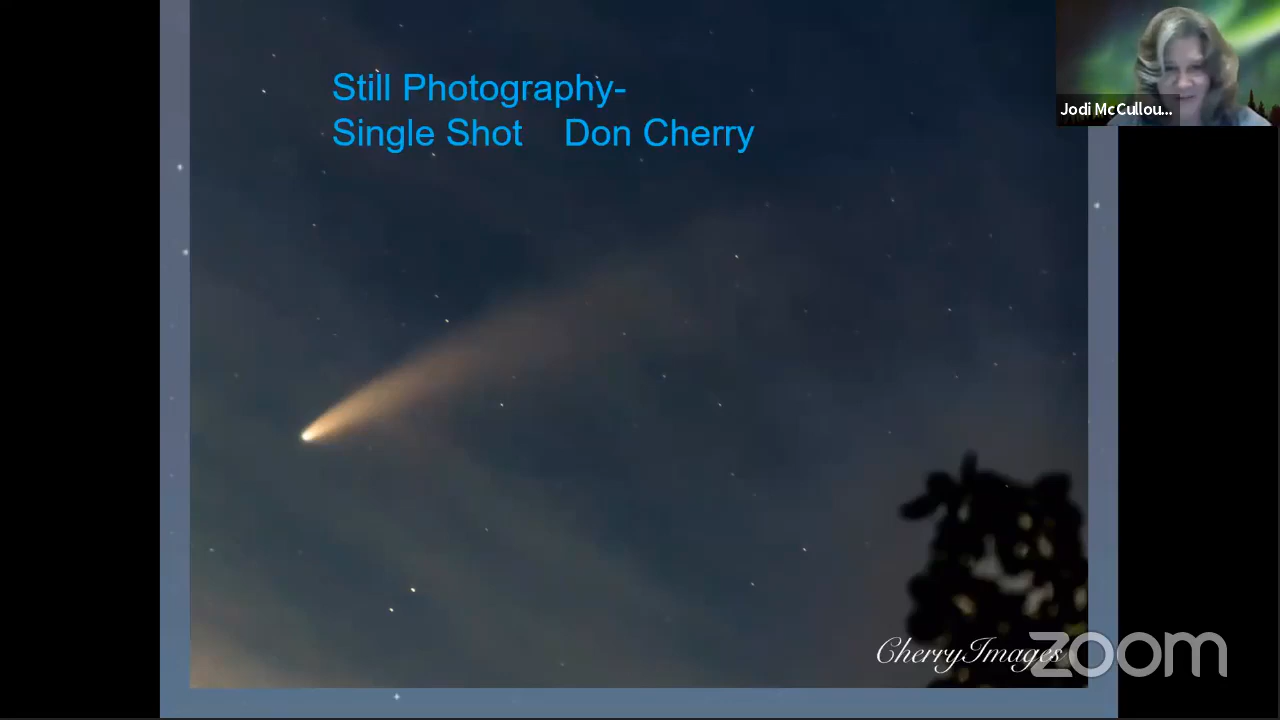 Still Photography-
Single Shot Don Cherry
Jodi McCullou...
CherryImages
zoom